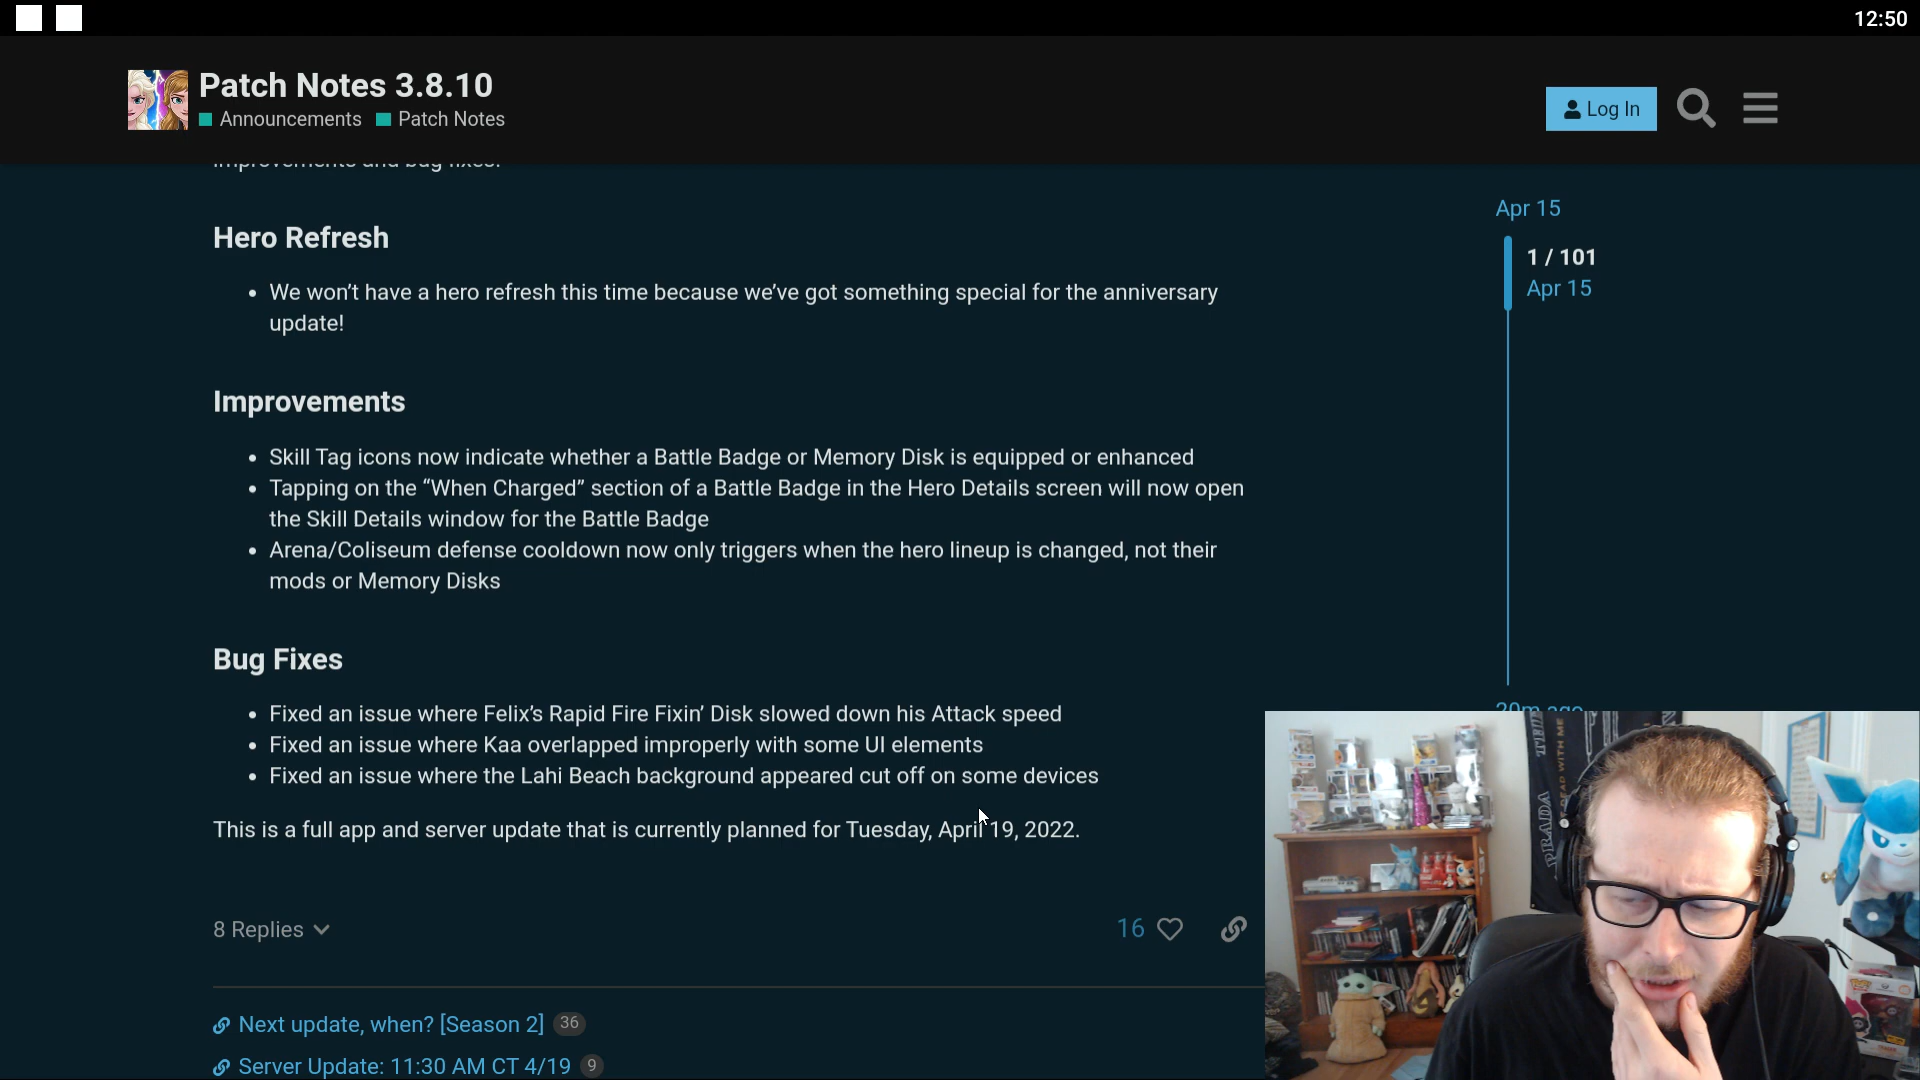 12:50
Patch Notes 3.8.10
Announcements Patch Notes
Log In
improvements and bug fixes.
Apr 15
1 / 101
Apr 15
Hero Refresh
We won’t have a hero refresh this time because we’ve got something special for the anniversary
update!
Improvements
Skill Tag icons now indicate whether a Battle Badge or Memory Disk is equipped or enhanced
Tapping on the “When Charged” section of a Battle Badge in the Hero Details screen will now open
the Skill Details window for the Battle Badge
Arena/Coliseum defense cooldown now only triggers when the hero lineup is changed, not their
mods or Memory Disks
Bug Fixes
Fixed an issue where Felix’s Rapid Fire Fixin’ Disk slowed down his Attack speed
Fixed an issue where Kaa overlapped improperly with some UI elements
Fixed an issue where the Lahi Beach background appeared cut off on some devices
20m ago
This is a full app and server update that is currently planned for Tuesday, April 19, 2022.
8 Replies
16
Next update, when? [Season 2] 36
Server Update: 11:30 AM CT 4/19 9